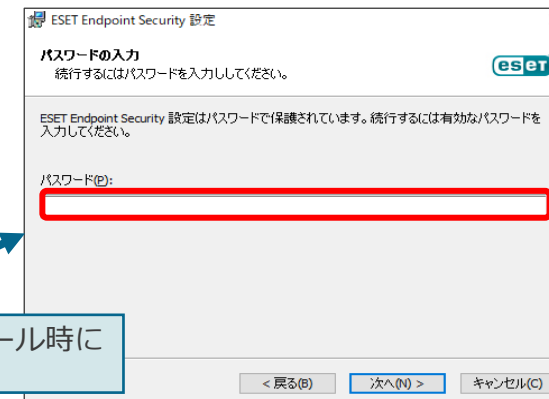 ESET Endpoint Security 設定
パスワードの入力
続行するにはパスワードを入力ししてください。
eset
ESET Endpoint Security 設定はパスワードで保護されています。続行するには有効なパスワードを
入力してください。
パスワード(P):
ール時に
< 戻る(B)
次へ(N) >
キャンセル(C)